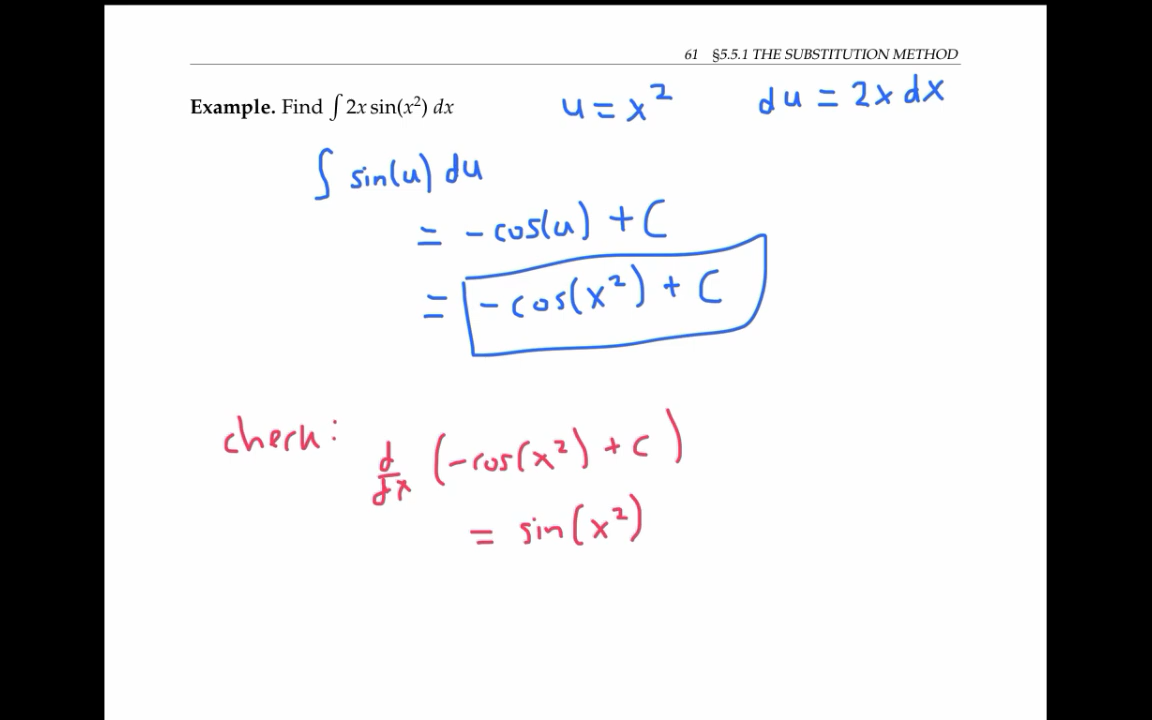 61 §5.5.1 THE SUBSTITUTION METHOD
Example. Find ∫ 2x sin(x²) dx u = x² du = 2x dx
∫ sin(u) du
= -cos(u) + C
= -cos(x²) + C
check: d/dx (-cos(x²) + C)
= sin(x²)